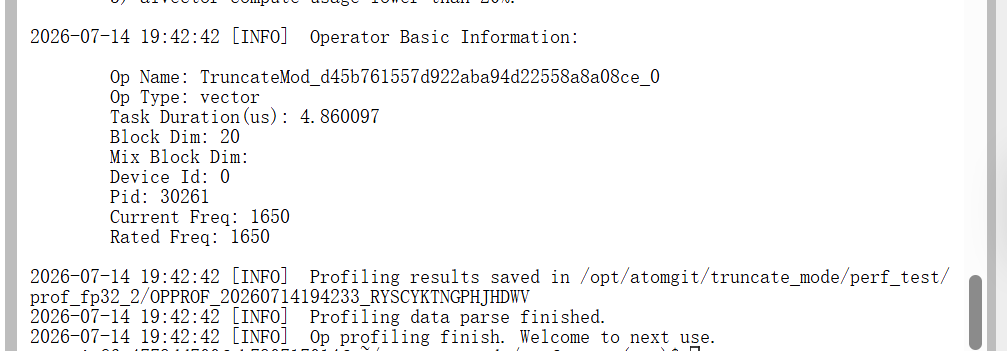 2026-07-14 19:42:42 [INFO] Operator Basic Information:
Op Name: TruncateMod_d45b761557d922aba94d22558a8a08ce_0
Op Type: vector
Task Duration(us): 4.860097
Block Dim: 20
Mix Block Dim:
Device Id: 0
Pid: 30261
Current Freq: 1650
Rated Freq: 1650
2026-07-14 19:42:42 [INFO] Profiling results saved in /opt/atomgit/truncate_mode/perf_test/
prof_fp32_2/OPPROF_20260714194233_RYSCYKTNGPHJHDWV
2026-07-14 19:42:42 [INFO] Profiling data parse finished.
2026-07-14 19:42:42 [INFO] Op profiling finish. Welcome to next use.